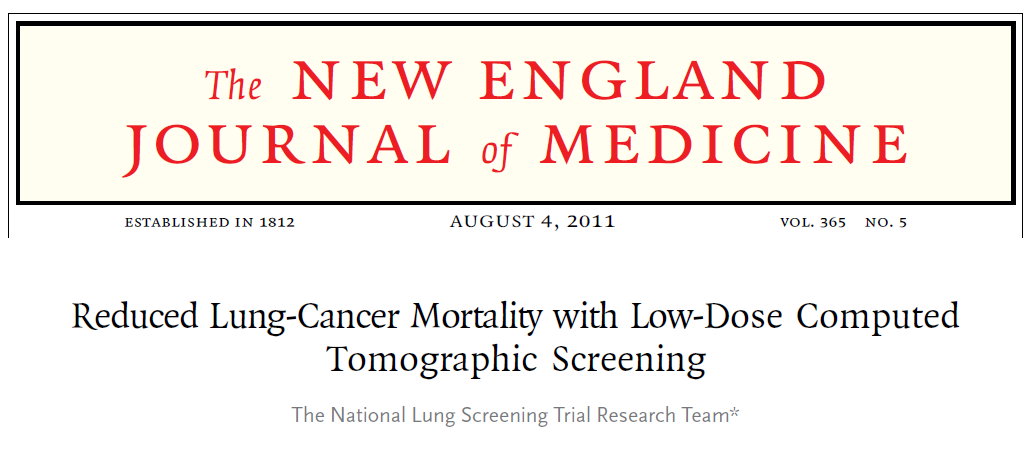 The NEW ENGLAND
JOURNAL of MEDICINE
ESTABLISHED IN 1812 AUGUST 4, 2011 VOL. 365 NO. 5
Reduced Lung-Cancer Mortality with Low-Dose Computed
Tomographic Screening
The National Lung Screening Trial Research Team*